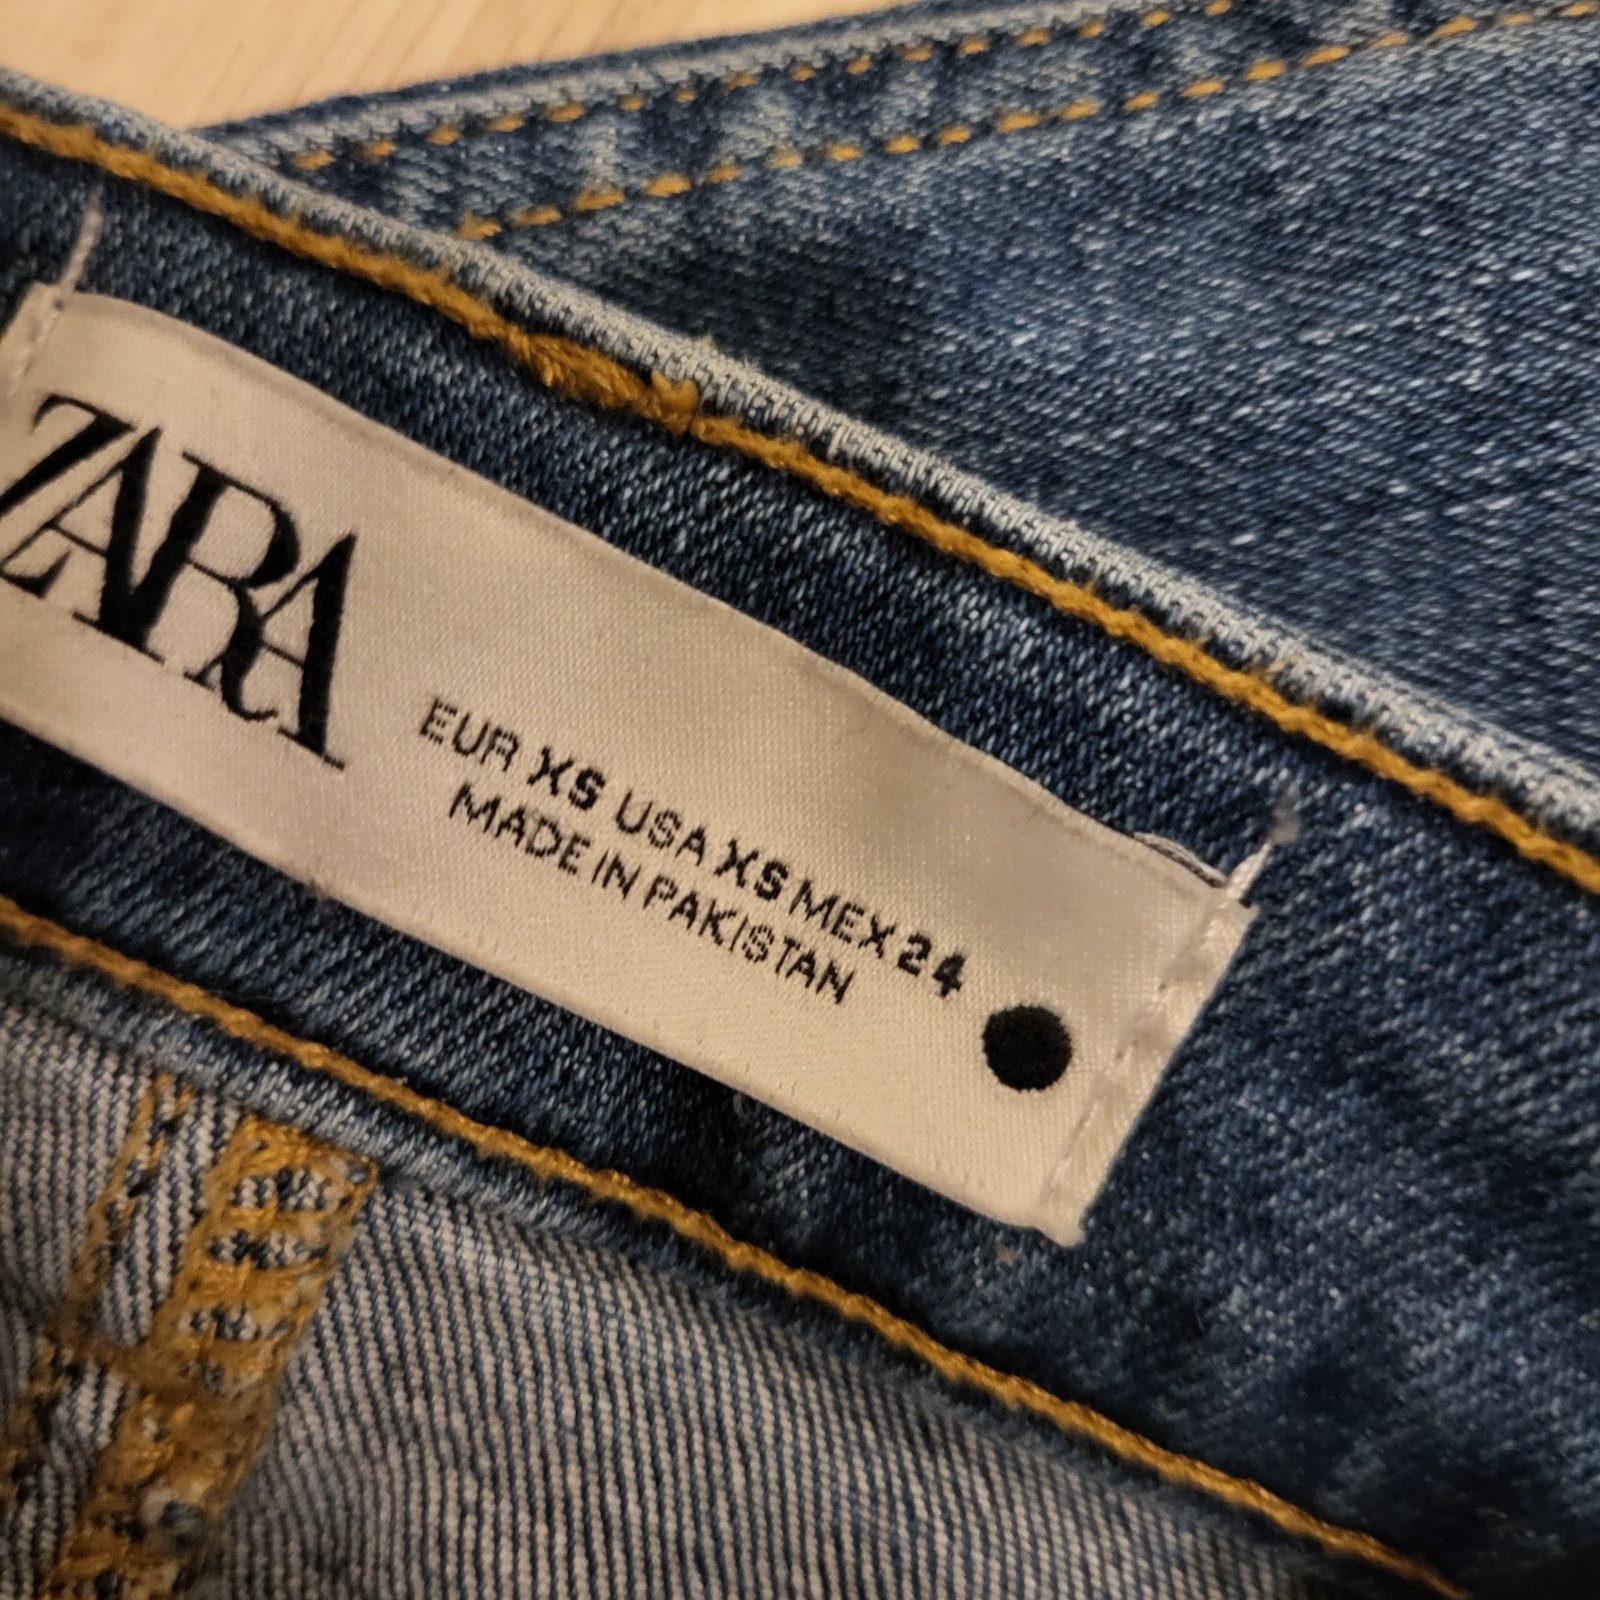 ZARA
EUR XS USA XS MEX 24
MADE IN PAKISTAN